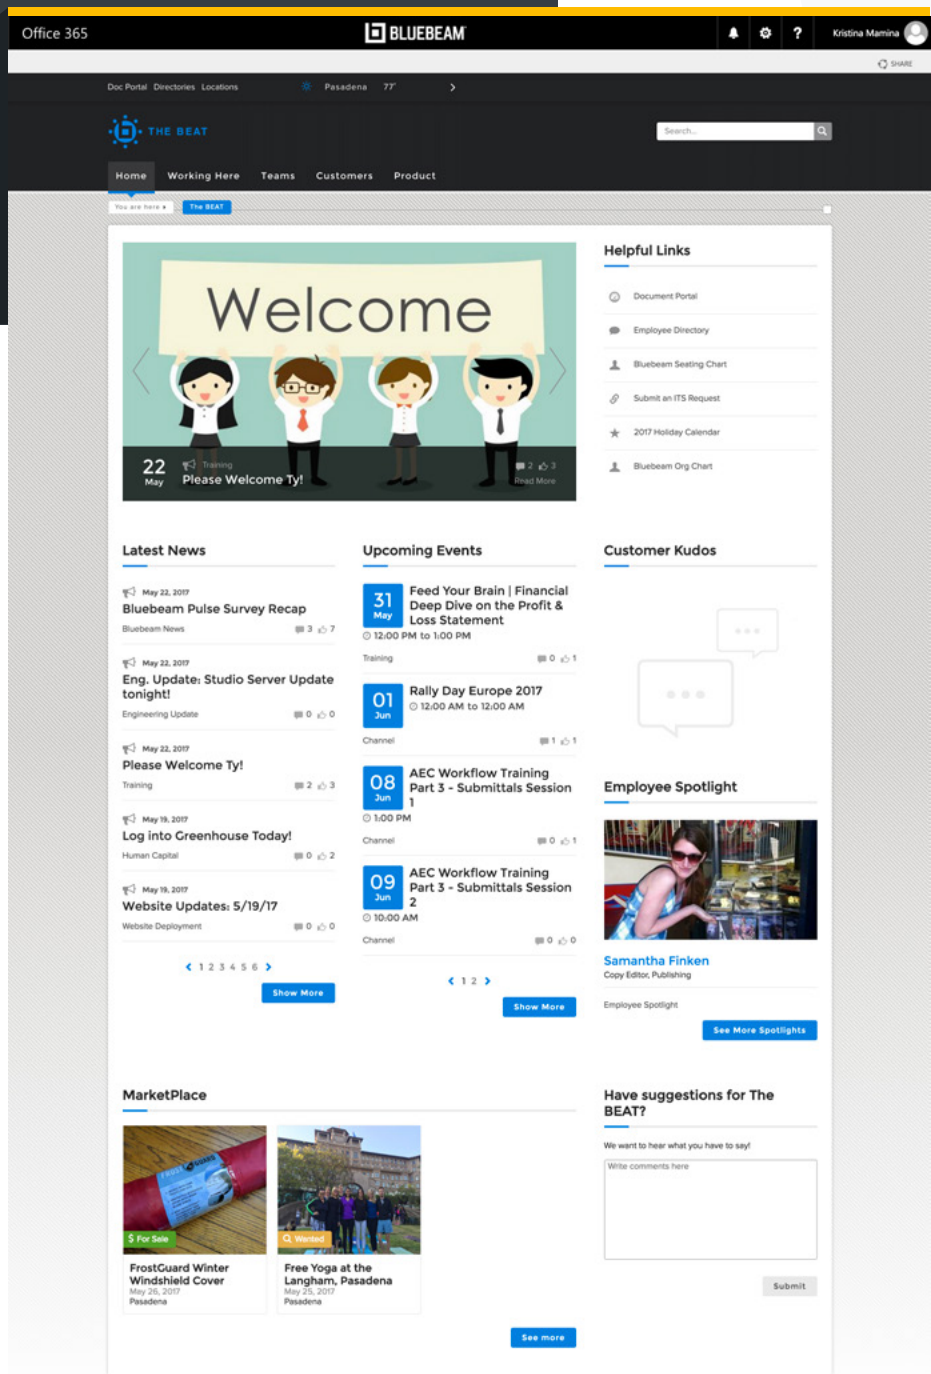 Office 365
BLUEBEAM
?
Kristina Mamina
SHARE
Doc Portal Directories Locations
Pasadena 77°
THE BEAT
Search...
Home Working Here Teams Customers Product
You are here
The BEAT
Welcome
22
May
Training
Please Welcome Ty!
2 3
Read More
Helpful Links
Document Portal
Employee Directory
Bluebeam Seating Chart
Submit an ITS Request
2017 Holiday Calendar
Bluebeam Org Chart
Latest News
May 22, 2017
Bluebeam Pulse Survey Recap
Bluebeam News 3 7
May 22, 2017
Eng. Update: Studio Server Update
tonight!
Engineering Update 0 0
May 22, 2017
Please Welcome Ty!
Training 2 3
May 19, 2017
Log into Greenhouse Today!
Human Capital 0 2
May 19, 2017
Website Updates: 5/19/17
Website Deployment 0 0
1 2 3 4 5 6
Show More
Upcoming Events
31
May
Feed Your Brain | Financial
Deep Dive on the Profit &
Loss Statement
12:00 PM to 1:00 PM
Training 0 1
01
Jun
Rally Day Europe 2017
12:00 AM to 12:00 AM
Channel 1 1
08
Jun
AEC Workflow Training
Part 3 - Submittals Session
1
1:00 PM
Channel 0 1
09
Jun
AEC Workflow Training
Part 3 - Submittals Session
2
10:00 AM
Channel 0 0
1 2
Show More
Customer Kudos
Employee Spotlight
Samantha Finken
Copy Editor, Publishing
Employee Spotlight
See More Spotlights
MarketPlace
FROST GUARD
$ For Sale
FrostGuard Winter
Windshield Cover
May 26, 2017
Pasadena
Wanted
Free Yoga at the
Langham, Pasadena
May 25, 2017
Pasadena
See more
Have suggestions for The
BEAT?
We want to hear what you have to say!
Write comments here
Submit